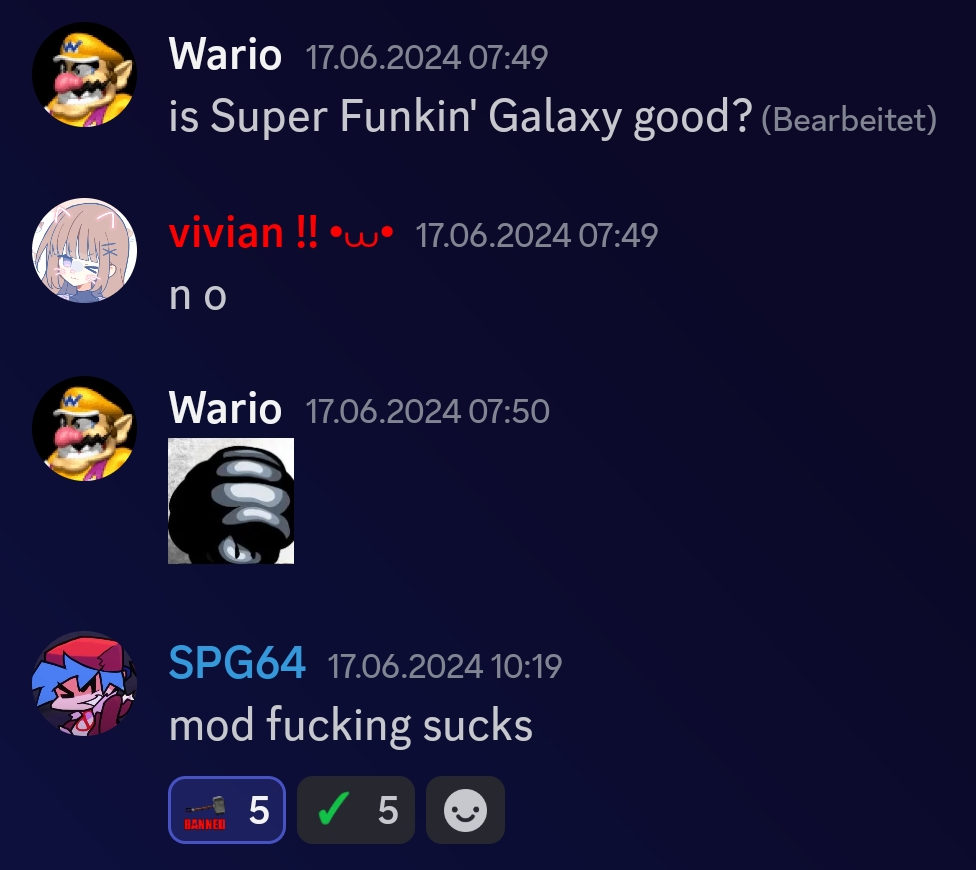 Wario 17.06.2024 07:49
is Super Funkin' Galaxy good? (Bearbeitet)
vivian !! •ω• 17.06.2024 07:49
n o
Wario 17.06.2024 07:50
SPG64 17.06.2024 10:19
mod fucking sucks
BANNED 5 ✓ 5